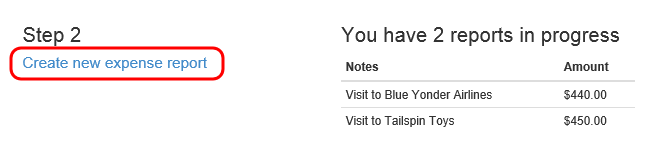 Step 2
Create new expense report
You have 2 reports in progress
Notes Amount
Visit to Blue Yonder Airlines $440.00
Visit to Tailspin Toys $450.00